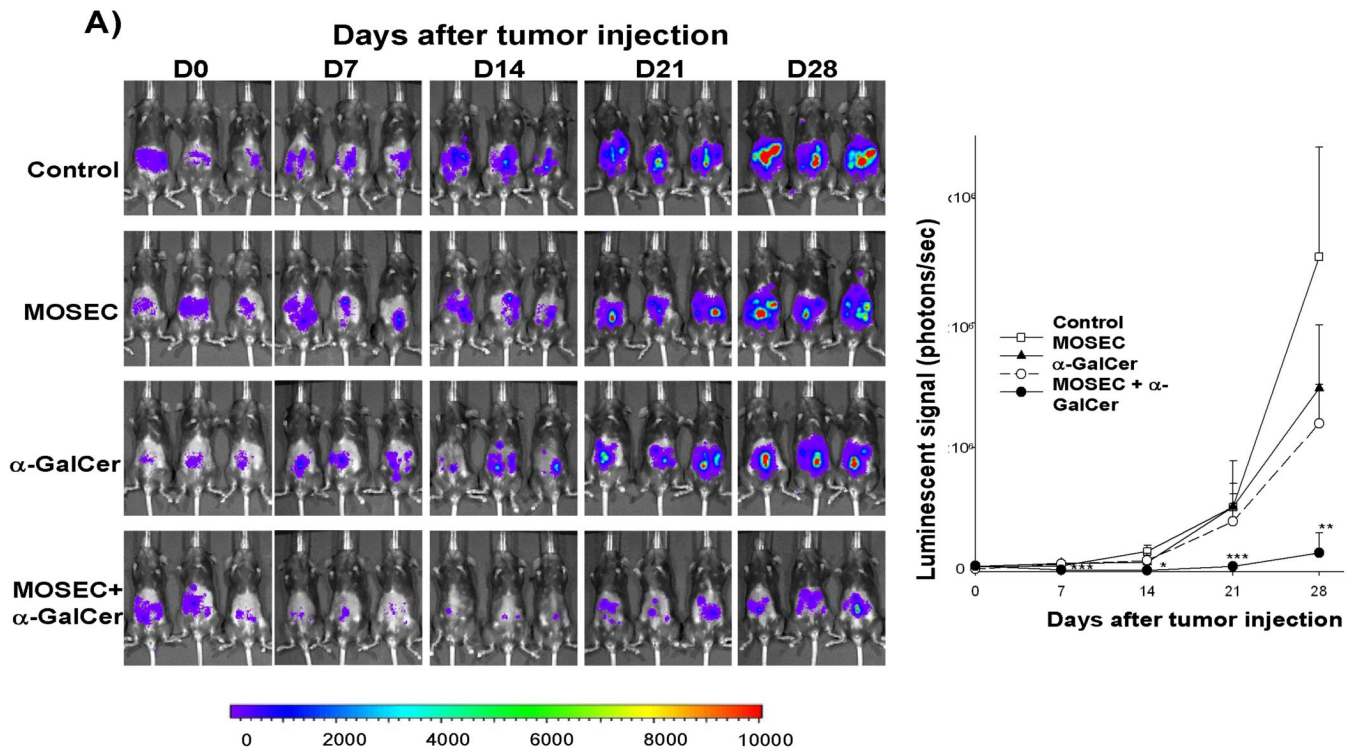 A)
Days after tumor injection
D0 D7 D14 D21 D28
Control
MOSEC
α-GalCer
MOSEC+
α-GalCer
0 2000 4000 6000 8000 10000
Luminescent signal (photons/sec)
0
Control
MOSEC
α-GalCer
MOSEC + α-
GalCer
***
*
***
**
0 7 14 21 28
Days after tumor injection